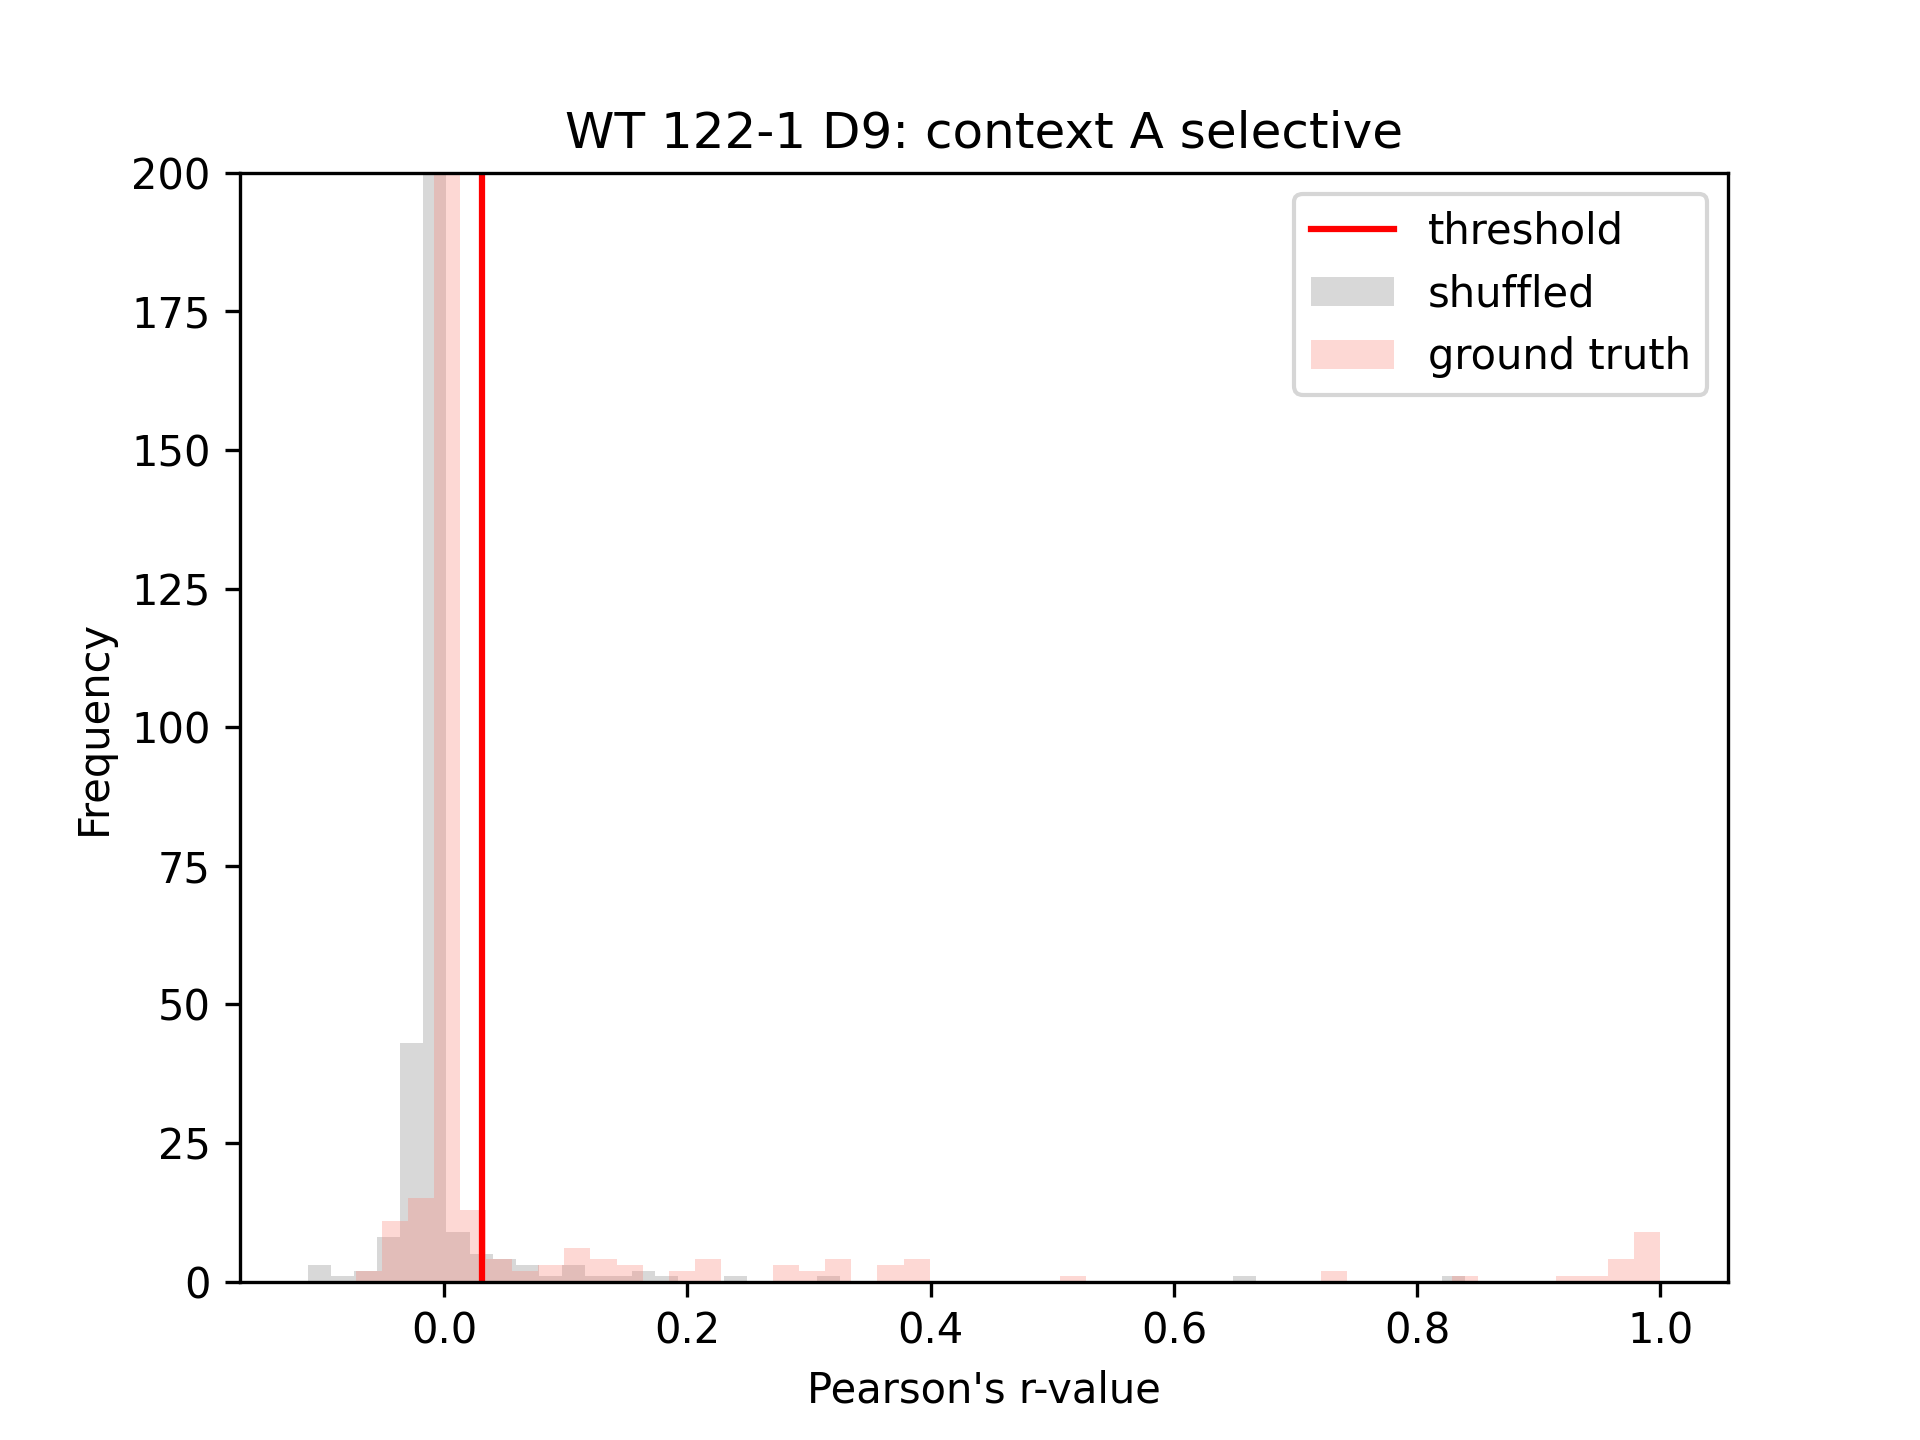 WT 122-1 D9: context A selective
200
175
150
125
100
75
50
25
0
Frequency
threshold
shuffled
ground truth
0.0 0.2 0.4 0.6 0.8 1.0
Pearson's r-value